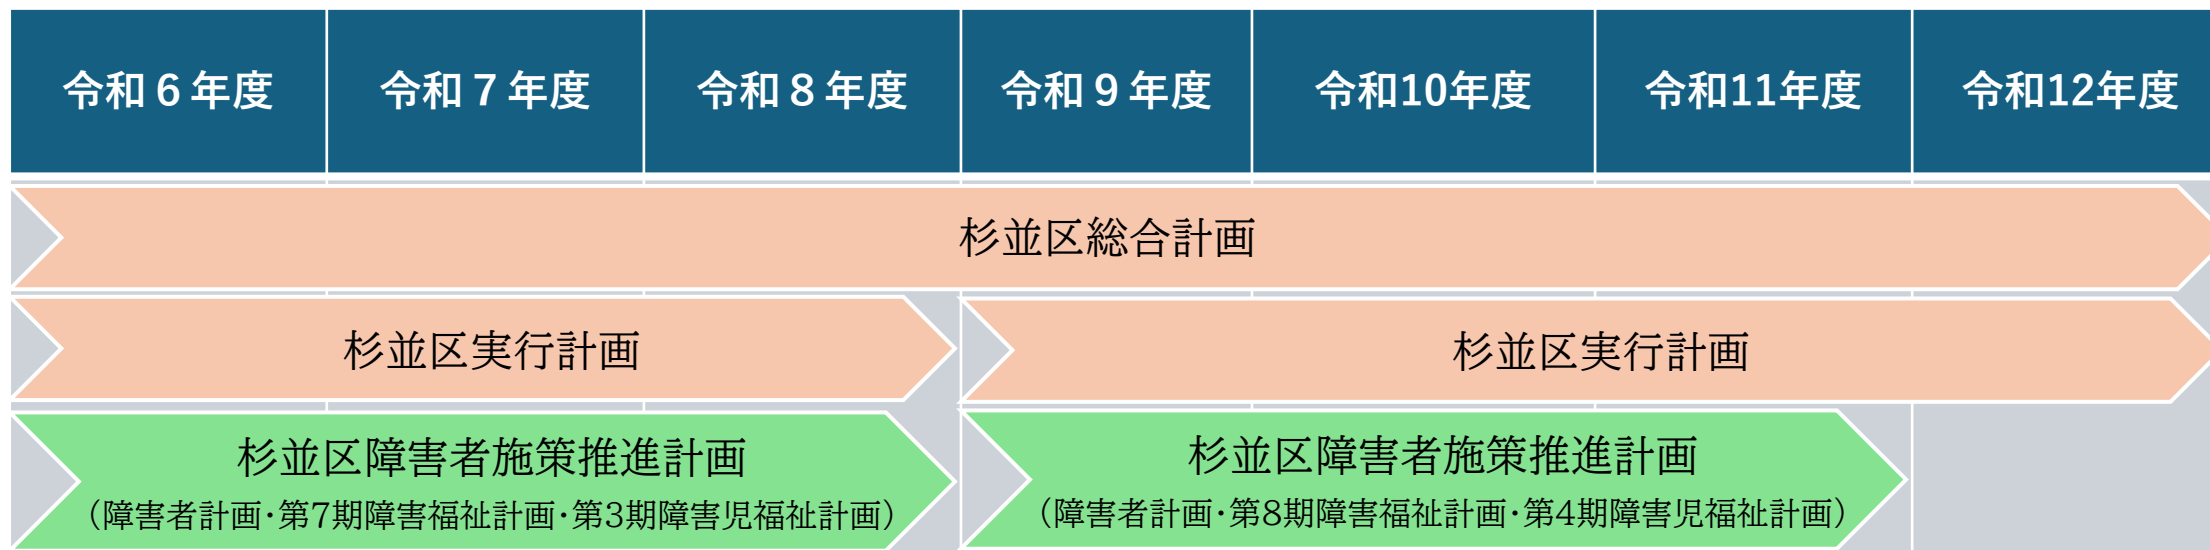 令和６年度
令和７年度
令和８年度
令和９年度
令和10年度
令和11年度
令和12年度
杉並区総合計画
杉並区実行計画
杉並区実行計画
杉並区障害者施策推進計画
（障害者計画・第7期障害福祉計画・第3期障害児福祉計画）
杉並区障害者施策推進計画
（障害者計画・第8期障害福祉計画・第4期障害児福祉計画）